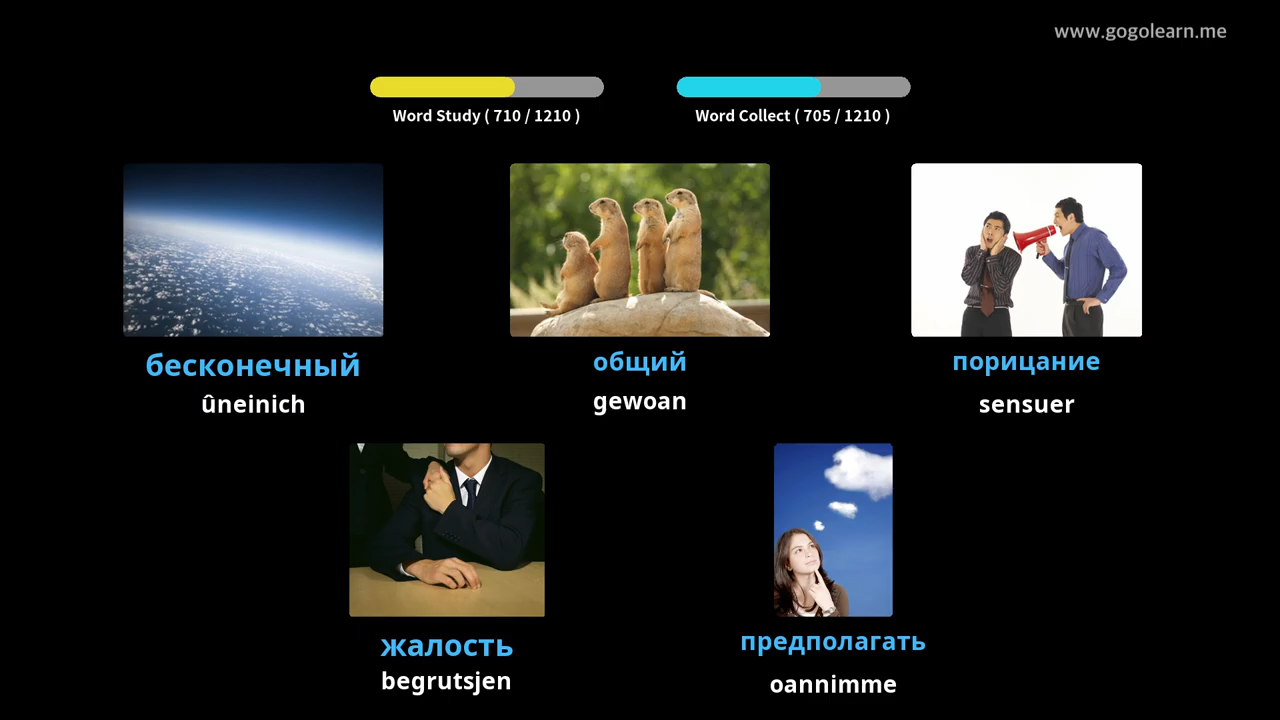 www.gogolearn.me
Word Study ( 710 / 1210 )
Word Collect ( 705 / 1210 )
бесконечный
ûneinich
общий
gewoan
порицание
sensuer
жалость
begrutsjen
предполагать
oannimme